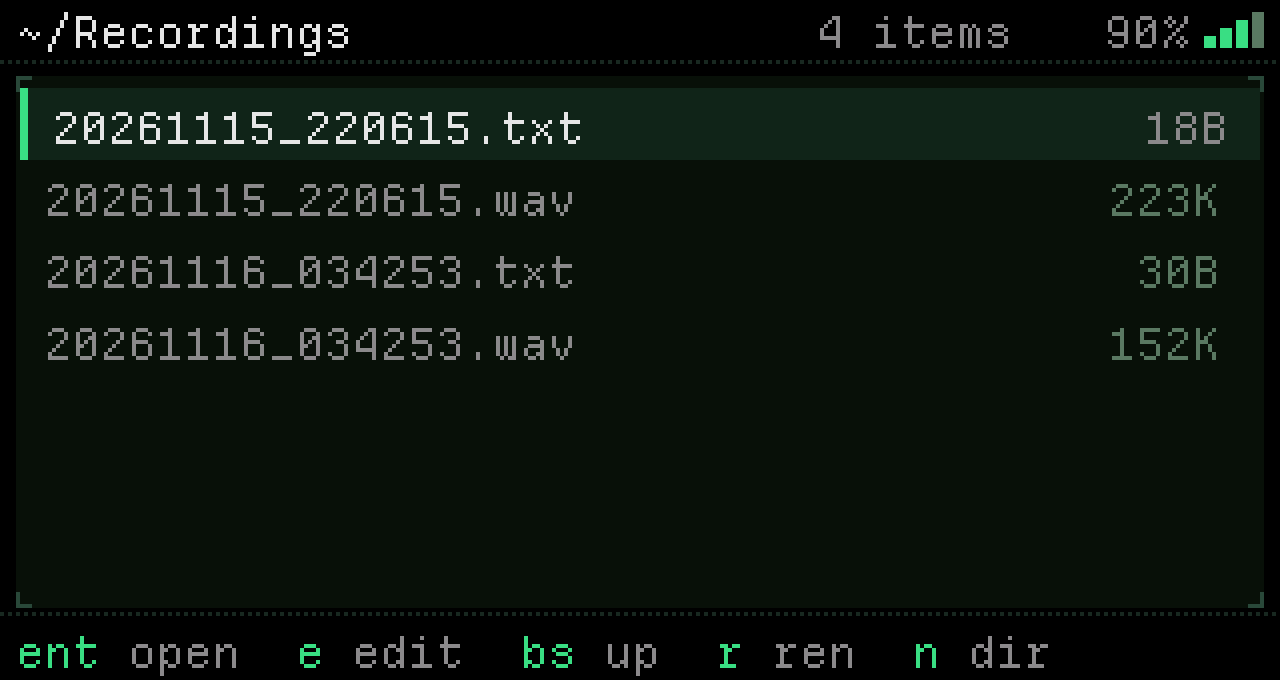 ~/Recordings 4 items 90%
20261115_220615.txt 18B
20261115_220615.wav 223K
20261116_034253.txt 30B
20261116_034253.wav 152K
ent open e edit bs up r ren n dir